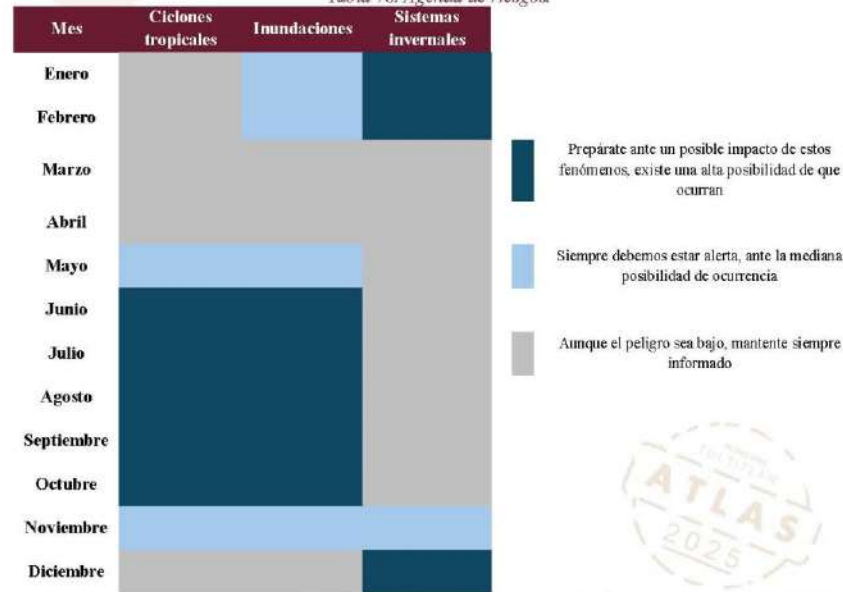 Mes
Ciclones
tropicales
Inundaciones
Sistemas
invernales
Enero
Febrero
Marzo
Abril
Mayo
Junio
Julio
Agosto
Septiembre
Octubre
Noviembre
Diciembre
Prepárate ante un posible impacto de estos
fenómenos, existe una alta posibilidad de que
ocurran
Siempre debemos estar alerta, ante la mediana
posibilidad de ocurrencia
Aunque el peligro sea bajo, mantente siempre
informado
TULTITLÁN
ATLAS
2025